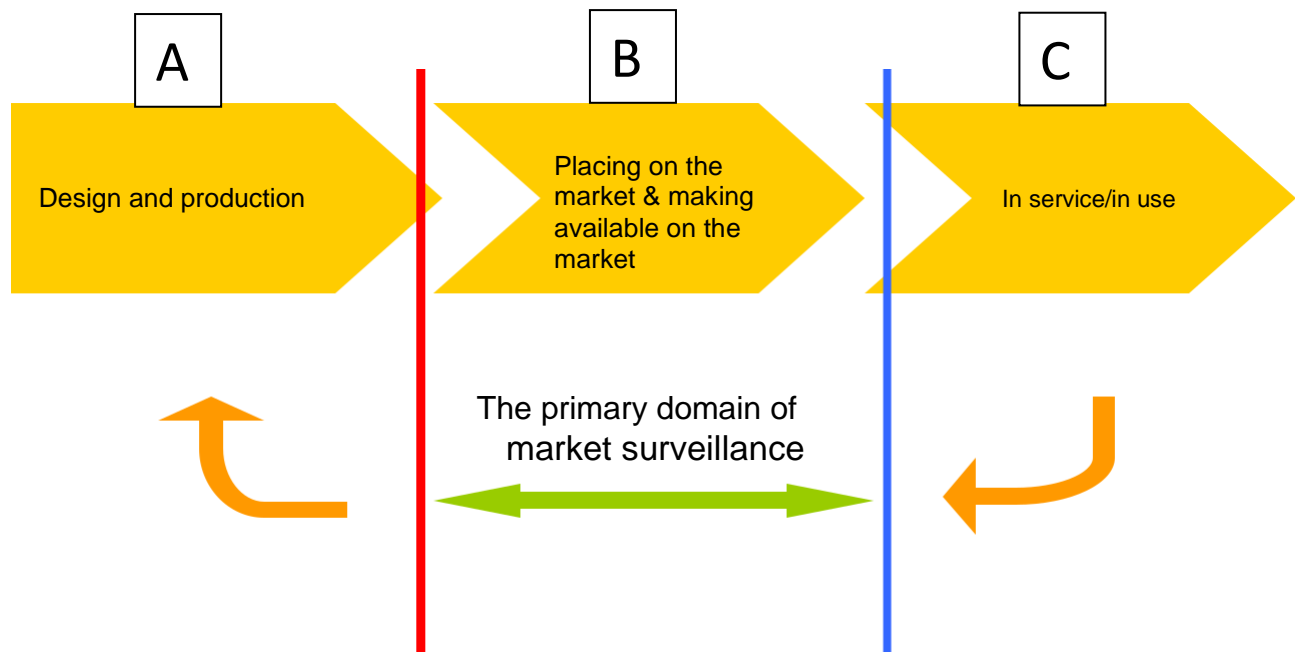 A
B
C
Design and production
Placing on the
market & making
available on the
market
In service/in use
The primary domain of
market surveillance